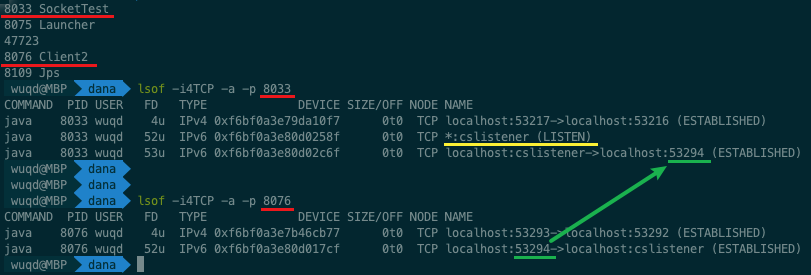 8033 SocketTest
8075 Launcher
47723
8076 Client2
8109 Jps
wuqd@MBP dana lsof -i4TCP -a -p 8033
COMMAND PID USER FD TYPE DEVICE SIZE/OFF NODE NAME
java 8033 wuqd 4u IPv4 0xf6bf0a3e79da10f7 0t0 TCP localhost:53217->localhost:53216 (ESTABLISHED)
java 8033 wuqd 52u IPv6 0xf6bf0a3e80d0258f 0t0 TCP *:cslistener (LISTEN)
java 8033 wuqd 53u IPv6 0xf6bf0a3e80d02c6f 0t0 TCP localhost:cslistener->localhost:53294 (ESTABLISHED)
wuqd@MBP dana
wuqd@MBP dana
wuqd@MBP dana lsof -i4TCP -a -p 8076
COMMAND PID USER FD TYPE DEVICE SIZE/OFF NODE NAME
java 8076 wuqd 4u IPv4 0xf6bf0a3e7b46cb77 0t0 TCP localhost:53293->localhost:53292 (ESTABLISHED)
java 8076 wuqd 52u IPv6 0xf6bf0a3e80d017cf 0t0 TCP localhost:53294->localhost:cslistener (ESTABLISHED)
wuqd@MBP dana